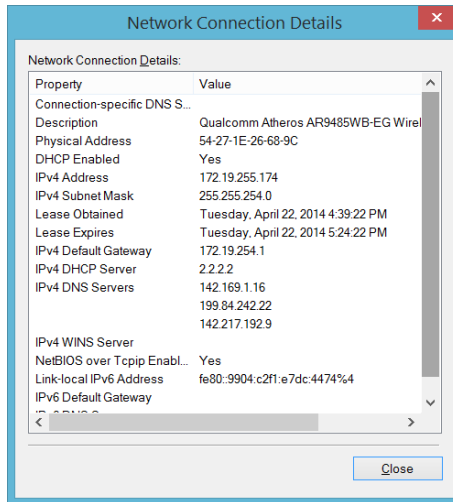 Network Connection Details
Network Connection Details:
Property Value
Connection-specific DNS S...
Description Qualcomm Atheros AR9485WB-EG Wirel
Physical Address 54-27-1E-26-68-9C
DHCP Enabled Yes
IPv4 Address 172.19.255.174
IPv4 Subnet Mask 255.255.254.0
Lease Obtained Tuesday, April 22, 2014 4:39:22 PM
Lease Expires Tuesday, April 22, 2014 5:24:22 PM
IPv4 Default Gateway 172.19.254.1
IPv4 DHCP Server 2.2.2.2
IPv4 DNS Servers 142.169.1.16
199.84.242.22
142.217.192.9
IPv4 WINS Server
NetBIOS over Tcpip Enabl... Yes
Link-local IPv6 Address fe80::9904:c2f1:e7dc:4474%4
IPv6 Default Gateway
Close